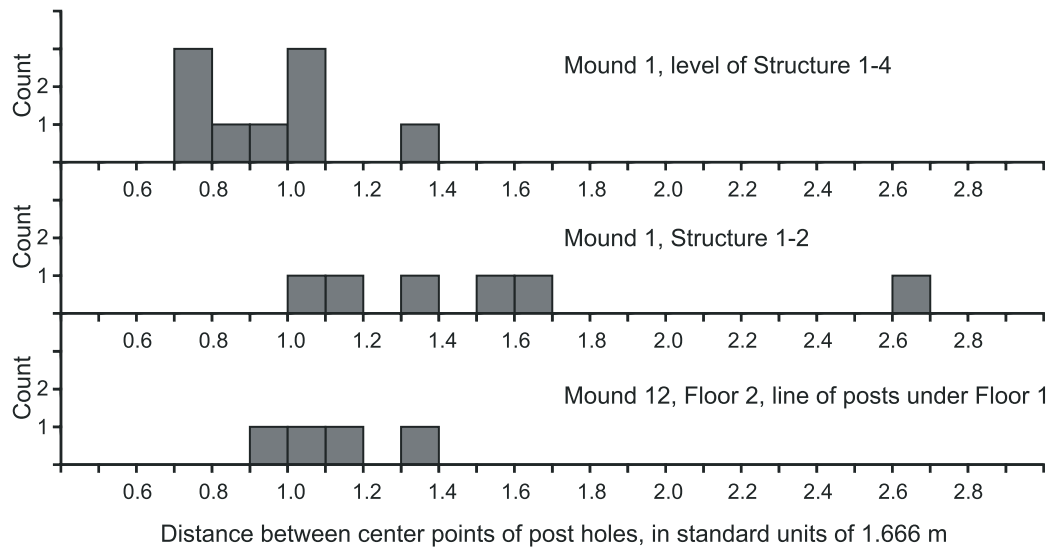 Count
2
1
Mound 1, level of Structure 1-4
0.6 0.8 1.0 1.2 1.4 1.6 1.8 2.0 2.2 2.4 2.6 2.8
Count
2
1
Mound 1, Structure 1-2
0.6 0.8 1.0 1.2 1.4 1.6 1.8 2.0 2.2 2.4 2.6 2.8
Count
2
1
Mound 12, Floor 2, line of posts under Floor 1
0.6 0.8 1.0 1.2 1.4 1.6 1.8 2.0 2.2 2.4 2.6 2.8
Distance between center points of post holes, in standard units of 1.666 m